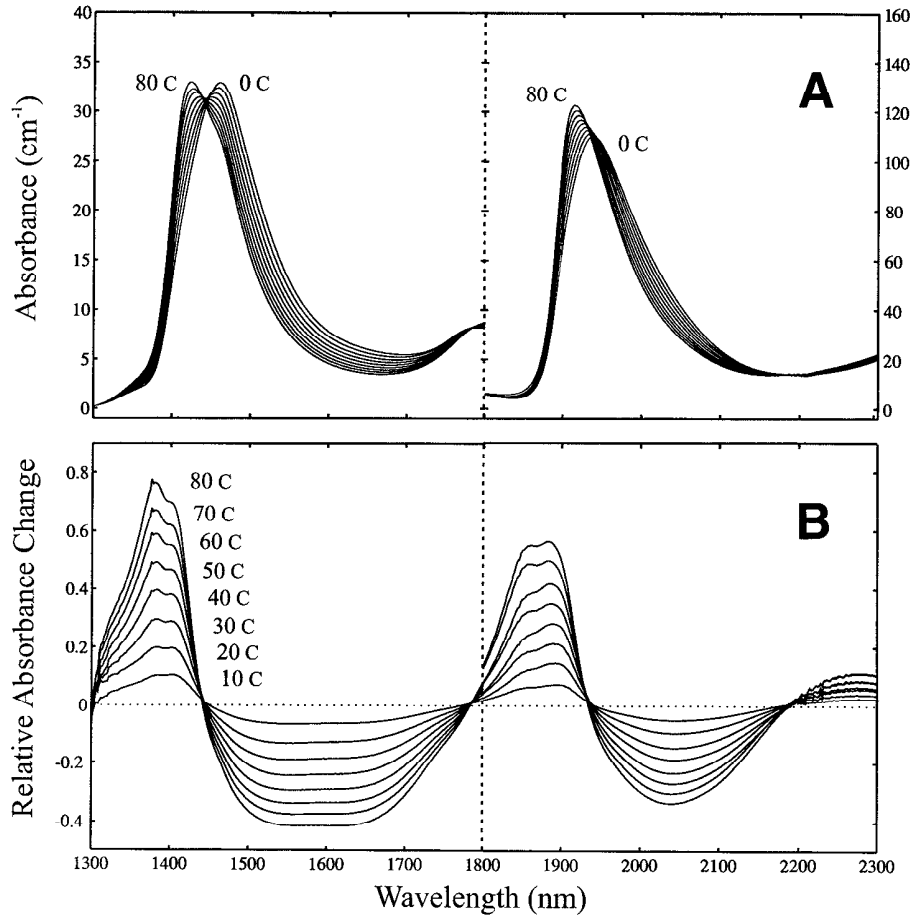 40
35
30
25
20
15
10
5
0
Absorbance (cm⁻¹)
80 C
0 C
80 C
0 C
A
160
140
120
100
80
60
40
20
0
0.8
0.6
0.4
0.2
0
-0.2
-0.4
Relative Absorbance Change
80 C
70 C
60 C
50 C
40 C
30 C
20 C
10 C
B
1300 1400 1500 1600 1700 1800 1900 2000 2100 2200 2300
Wavelength (nm)